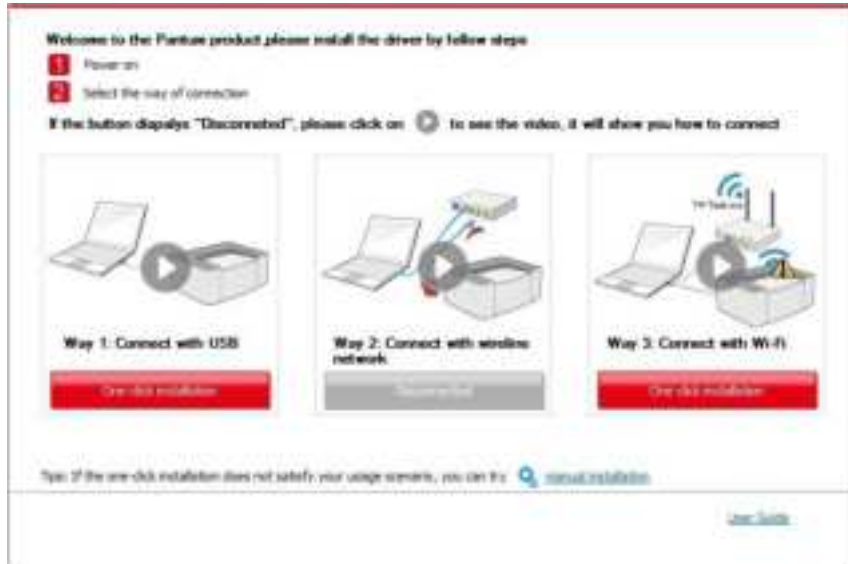 Welcome to the Pantum product,please install the driver by follow steps
1 Power on
2 Select the way of connection
If the button diapalys "Disconneted", please click on to see the video, it will show you how to connect
Way 1: Connect with USB
One click installation
Way 2: Connect with wireline
network
Disconnected
Way 3: Connect with Wi-Fi
One click installation
Tips: If the one-click installation does not satisfy your usage scenario, you can try manual installation
User Guide